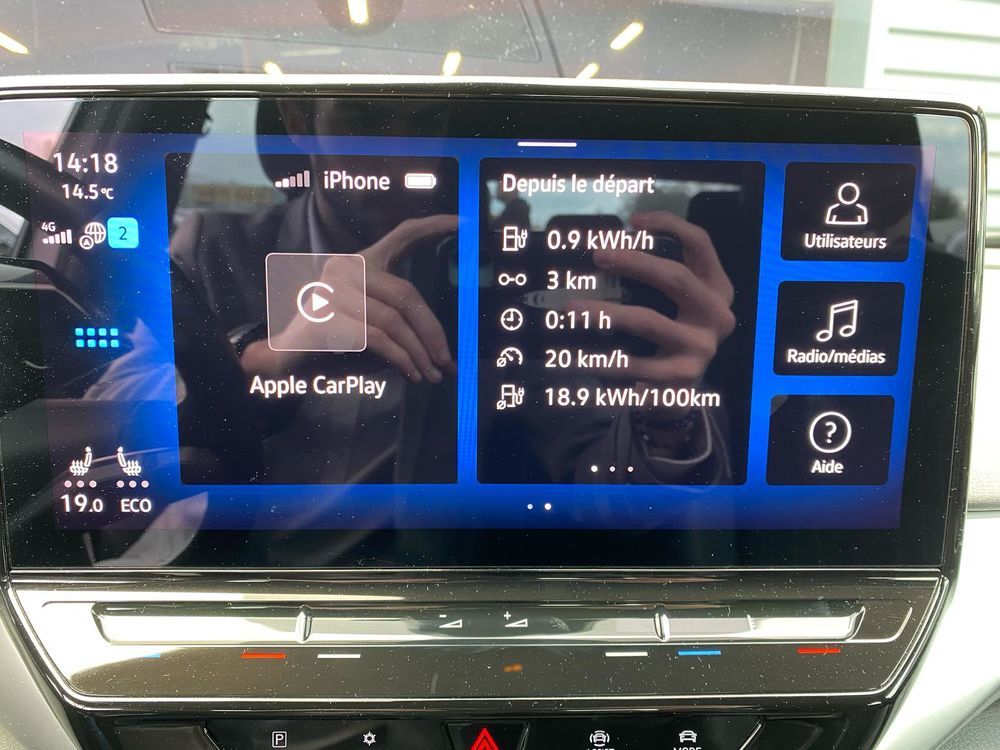 14:18
14.5°C
4G
2
19.0
ECO
iPhone
Apple CarPlay
Depuis le départ
0.9 kWh/h
3 km
0:11 h
20 km/h
18.9 kWh/100km
Utilisateurs
Radio/médias
?
Aide
- +
P
MODE